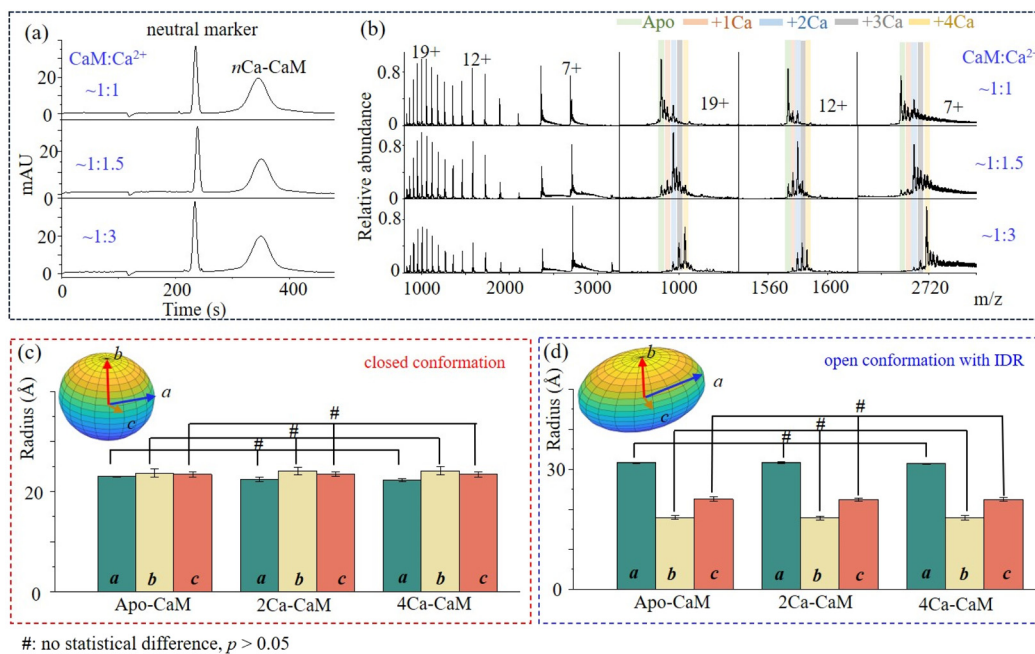 (a)
neutral marker
CaM:Ca²⁺
nCa-CaM
~1:1
~1:1.5
~1:3
20
0
20
0
20
0
mAU
0
200
400
Time (s)
(b)
Apo
+1Ca
+2Ca
+3Ca
+4Ca
19+
12+
7+
19+
12+
7+
CaM:Ca²⁺
~1:1
~1:1.5
~1:3
0.8
0.8
0.8
0
Relative abundance
1000
2000
3000
1000
1560
1600
2720
m/z
(c)
closed conformation
b
a
c
Radius (Å)
20
0
#
#
#
a b c
a b c
a b c
Apo-CaM
2Ca-CaM
4Ca-CaM
(d)
open conformation with IDR
b
a
c
Radius (Å)
30
0
#
#
#
a b c
a b c
a b c
Apo-CaM
2Ca-CaM
4Ca-CaM
#: no statistical difference, p > 0.05